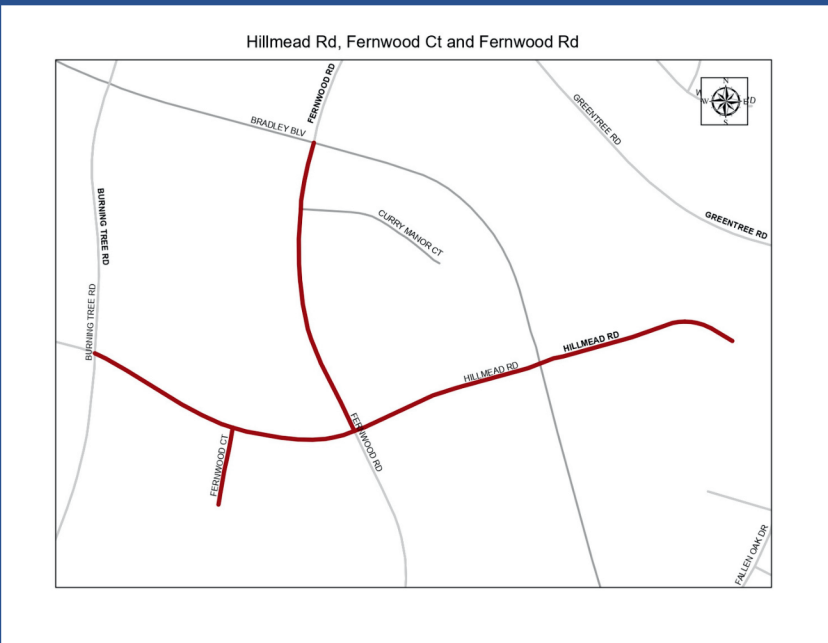 Hillmead Rd, Fernwood Ct and Fernwood Rd
FERNWOOD RD
BRADLEY BLV
GREENTREE RD
N
W
E
S
BURNING TREE RD
CURRY MANOR CT
GREENTREE RD
BURNING TREE RD
HILLMEAD RD
HILLMEAD RD
FERNWOOD RD
FERNWOOD CT
FALLEN OAK DR